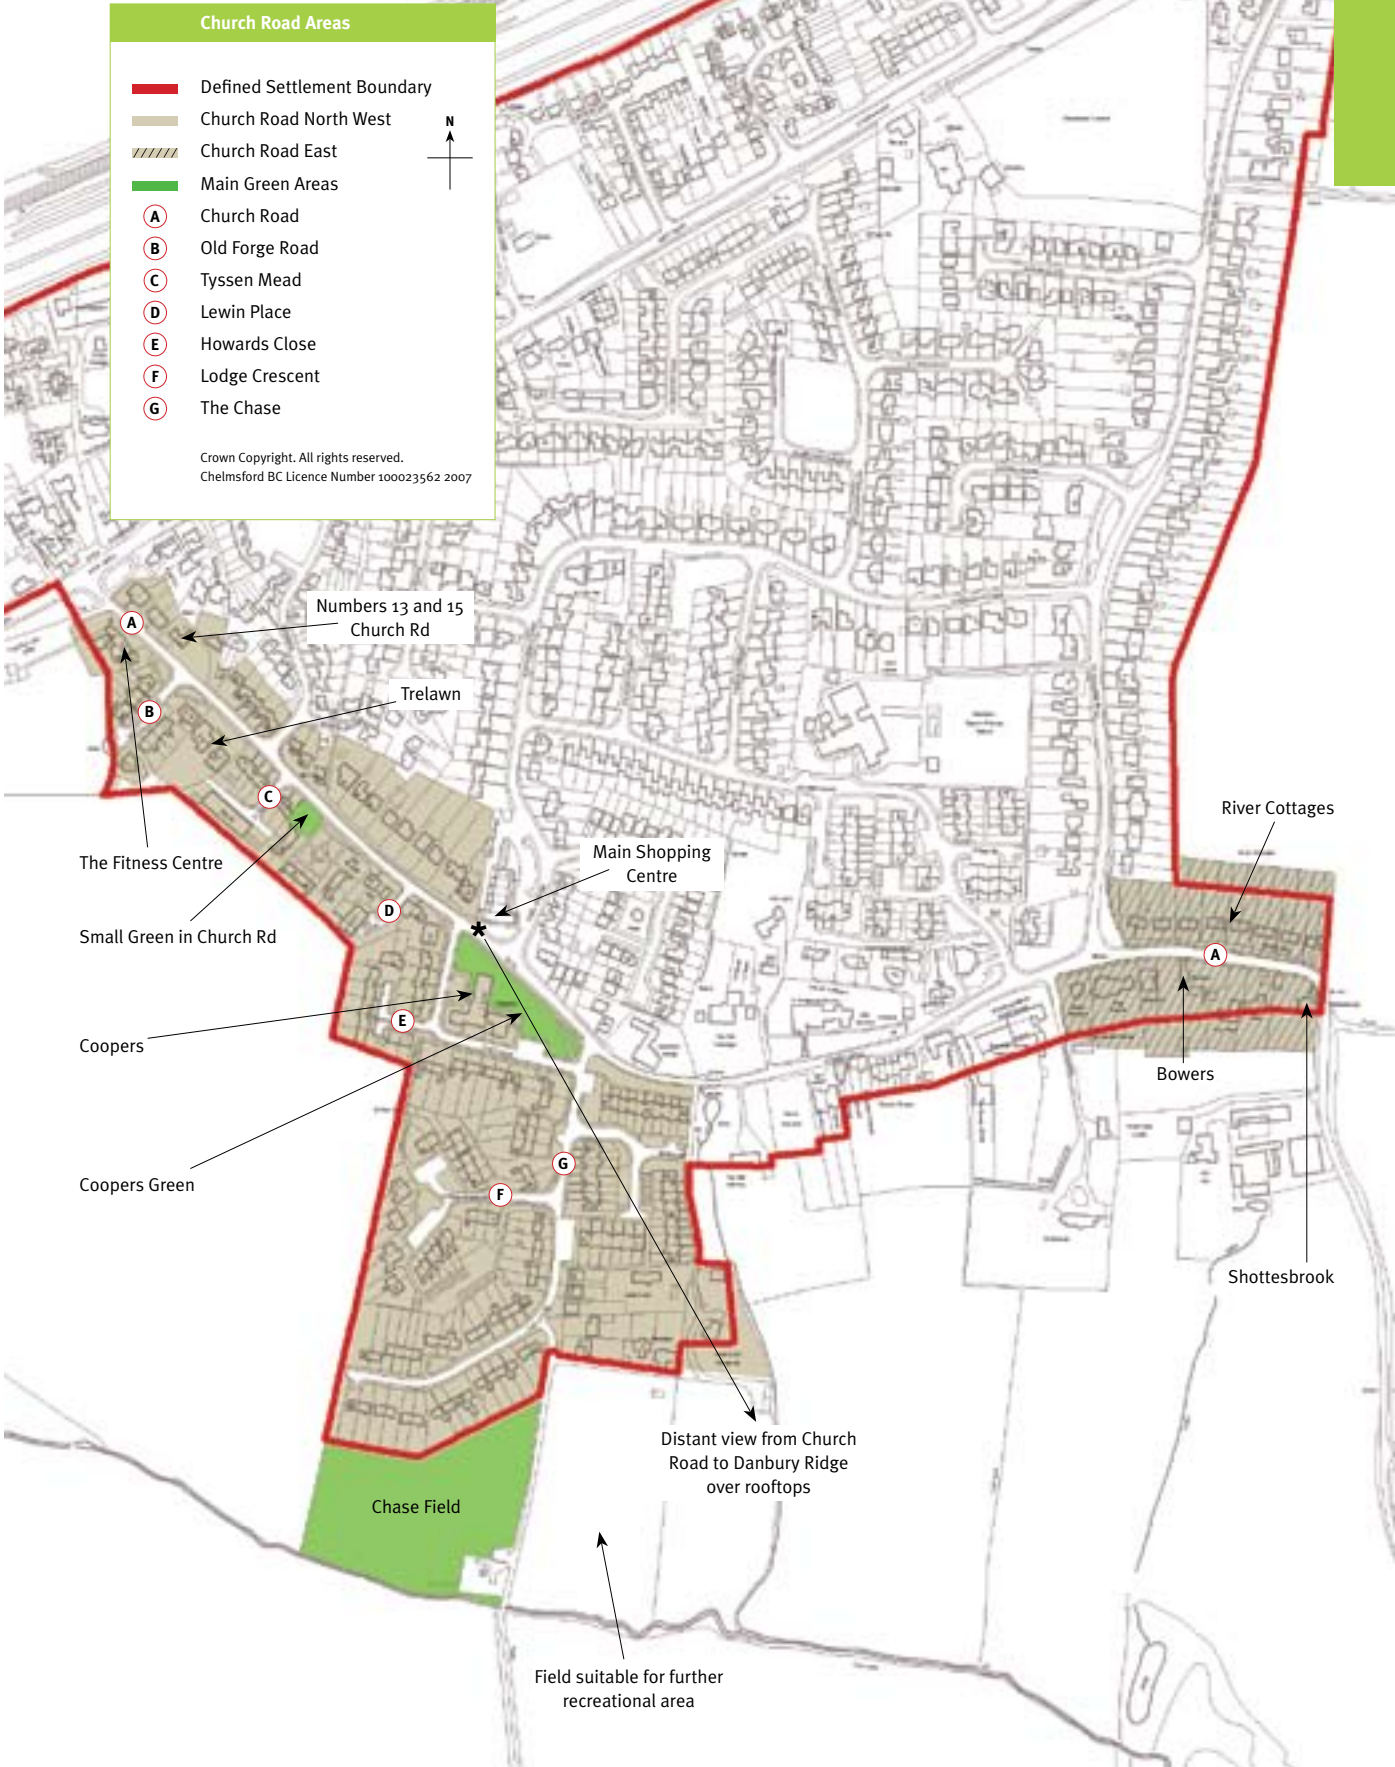 Church Road Areas
Defined Settlement Boundary
Church Road North West
N
Church Road East
Main Green Areas
A Church Road
B Old Forge Road
C Tyssen Mead
D Lewin Place
E Howards Close
F Lodge Crescent
G The Chase
Crown Copyright. All rights reserved.
Chelmsford BC Licence Number 100023562 2007
Numbers 13 and 15
Church Rd
A
Trelawn
B
C
River Cottages
The Fitness Centre
Main Shopping
Centre
D
Small Green in Church Rd
*
A
E
Coopers
Bowers
G
Coopers Green
F
Shottesbrook
Distant view from Church
Road to Danbury Ridge
over rooftops
Chase Field
Field suitable for further
recreational area